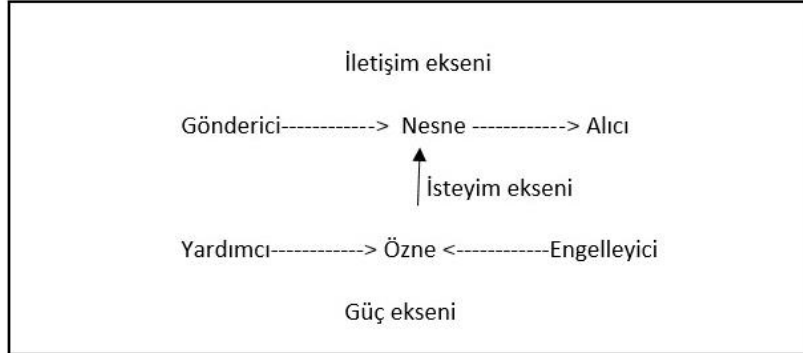 İletişim ekseni
Gönderici------------> Nesne ------------> Alıcı
İsteyim ekseni
Yardımcı------------> Özne <------------Engelleyici
Güç ekseni